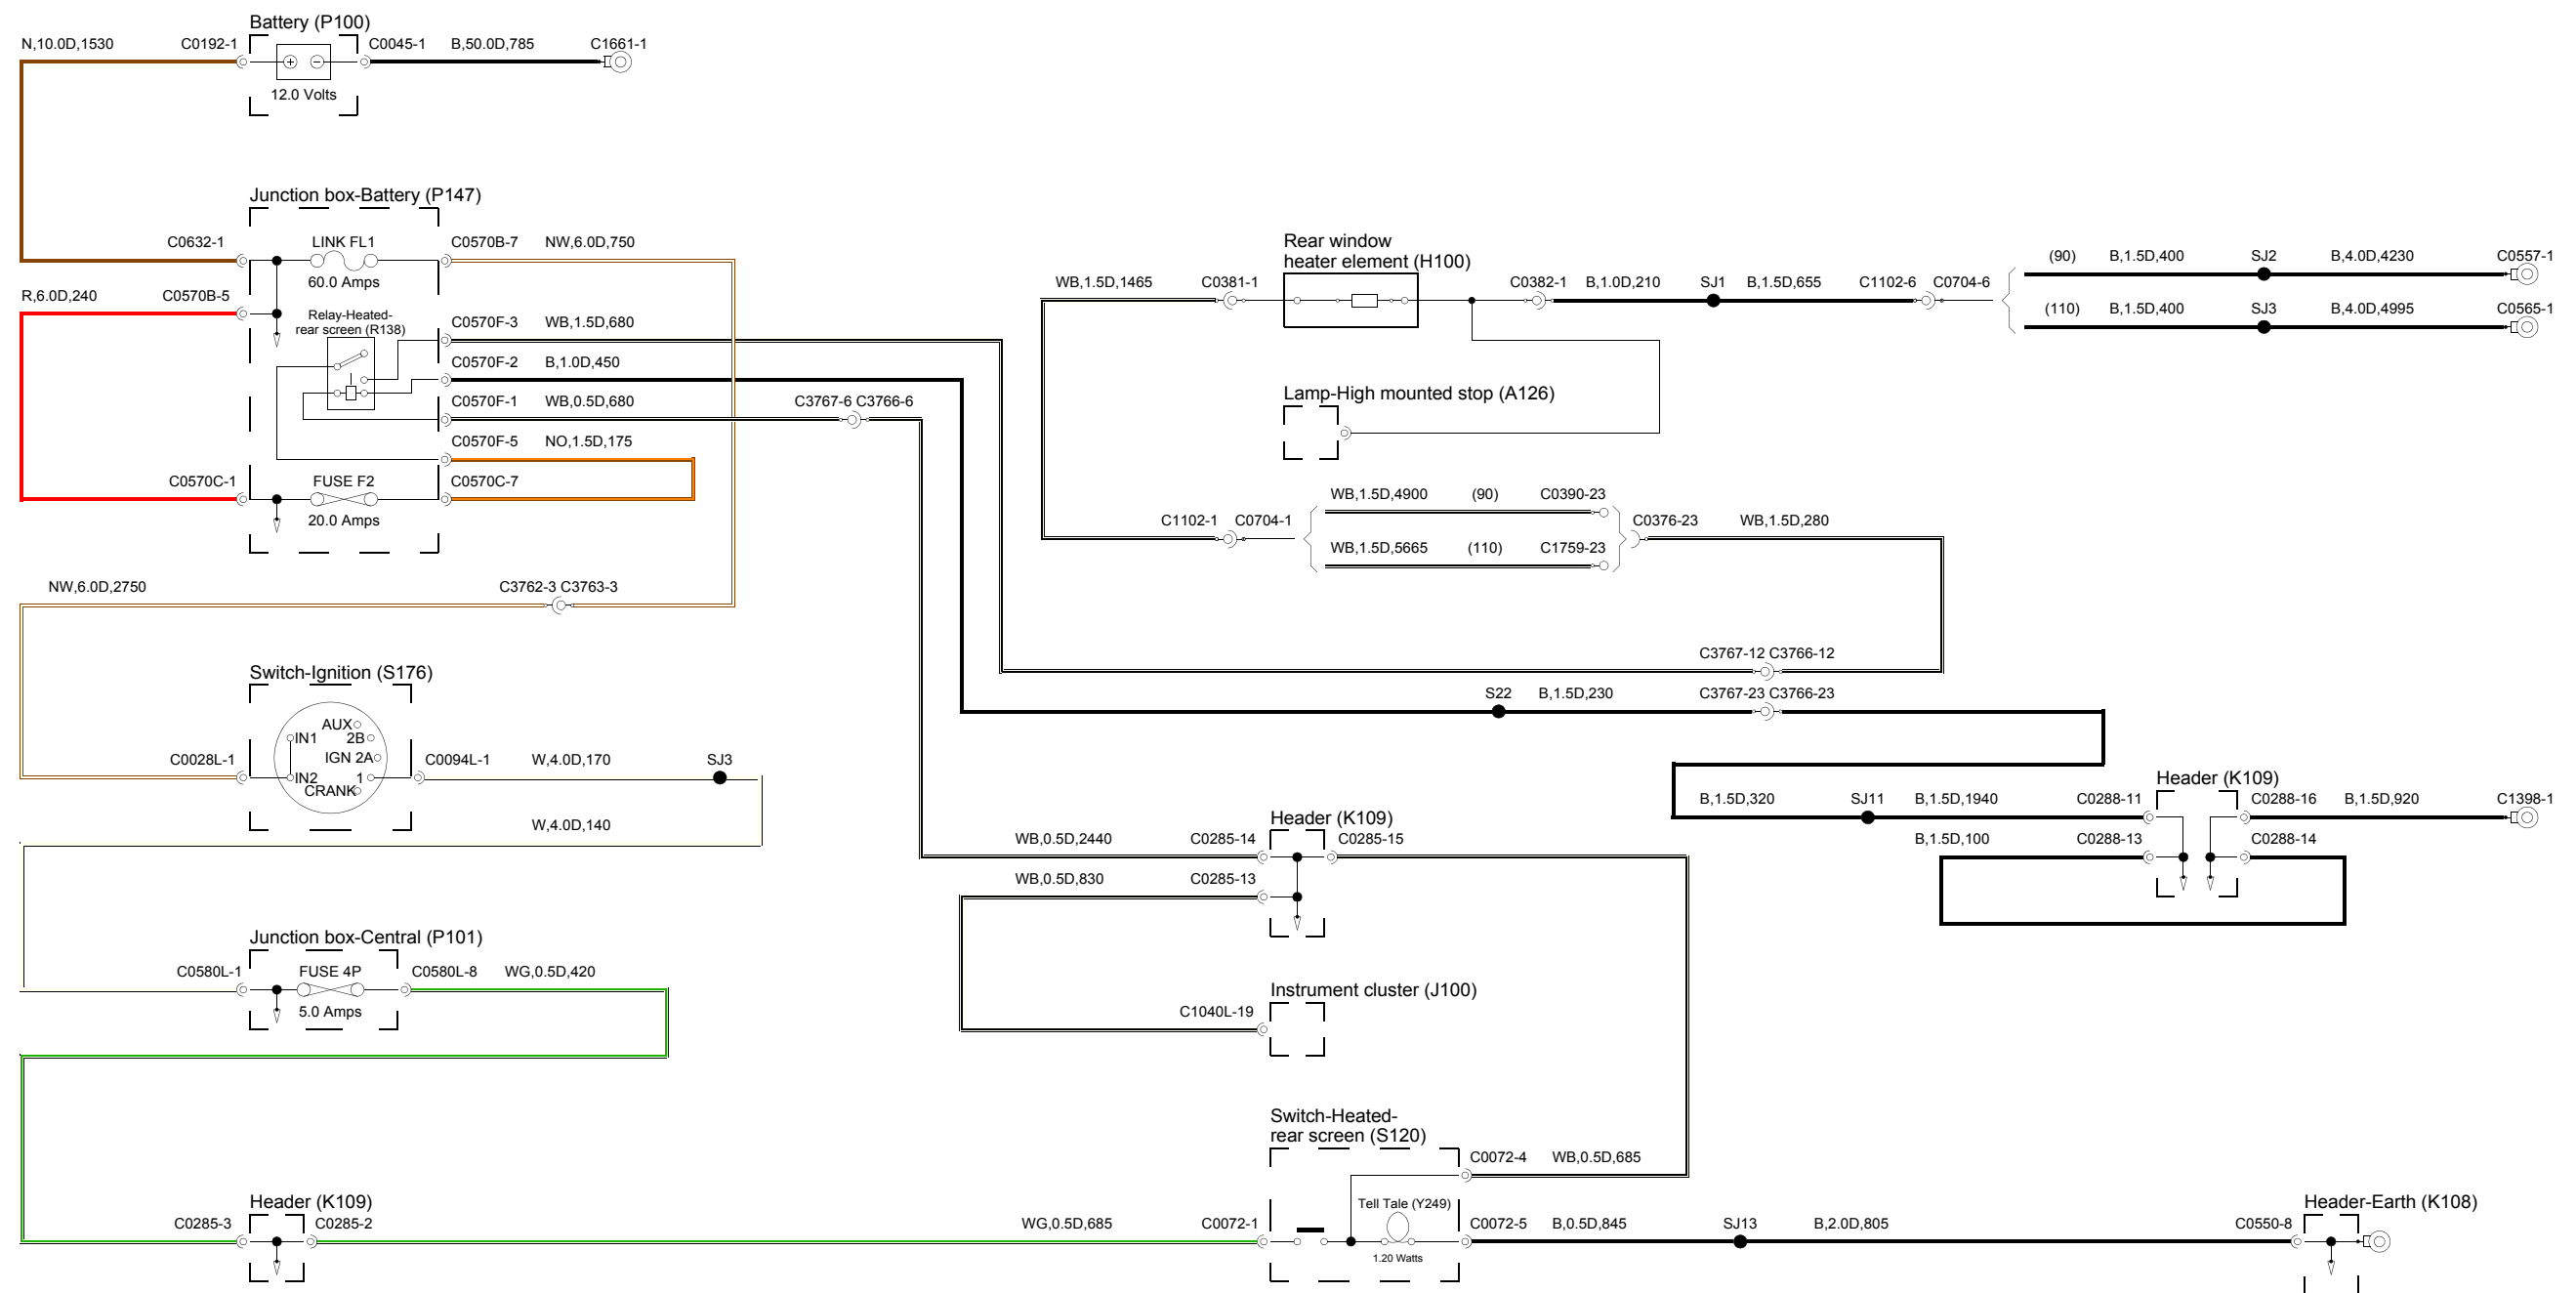 Battery (P100)
N,10.0D,1530
C0192-1
C0045-1
B,50.0D,785
C1661-1
12.0 Volts
Junction box-Battery (P147)
C0632-1
LINK FL1
60.0 Amps
C0570B-7
NW,6.0D,750
R,6.0D,240
C0570B-5
Relay-Heated-
rear screen (R138)
C0570F-3
WB,1.5D,680
C0570F-2
B,1.0D,450
C0570F-1
WB,0.5D,680
C3767-6 C3766-6
C0570F-5
NO,1.5D,175
C0570C-1
FUSE F2
20.0 Amps
C0570C-7
NW,6.0D,2750
C3762-3 C3763-3
Switch-Ignition (S176)
AUX
IN1
2B
IGN 2A
IN2
1
CRANK
C0028L-1
C0094L-1
W,4.0D,170
SJ3
W,4.0D,140
Junction box-Central (P101)
C0580L-1
FUSE 4P
5.0 Amps
C0580L-8
WG,0.5D,420
Header (K109)
C0285-3
C0285-2
WG,0.5D,685
C0072-1
Rear window
heater element (H100)
WB,1.5D,1465
C0381-1
C0382-1
B,1.0D,210
SJ1
B,1.5D,655
C1102-6
C0704-6
(90)
B,1.5D,400
SJ2
B,4.0D,4230
C0557-1
(110)
B,1.5D,400
SJ3
B,4.0D,4995
C0565-1
Lamp-High mounted stop (A126)
C1102-1
C0704-1
WB,1.5D,4900
(90)
C0390-23
WB,1.5D,5665
(110)
C1759-23
C0376-23
WB,1.5D,280
C3767-12 C3766-12
S22
B,1.5D,230
C3767-23 C3766-23
Header (K109)
B,1.5D,320
SJ11
B,1.5D,1940
C0288-11
C0288-16
B,1.5D,920
C1398-1
B,1.5D,100
C0288-13
C0288-14
Header (K109)
WB,0.5D,2440
C0285-14
C0285-15
WB,0.5D,830
C0285-13
Instrument cluster (J100)
C1040L-19
Switch-Heated-
rear screen (S120)
C0072-4
WB,0.5D,685
Tell Tale (Y249)
1.20 Watts
C0072-5
B,0.5D,845
SJ13
B,2.0D,805
C0550-8
Header-Earth (K108)